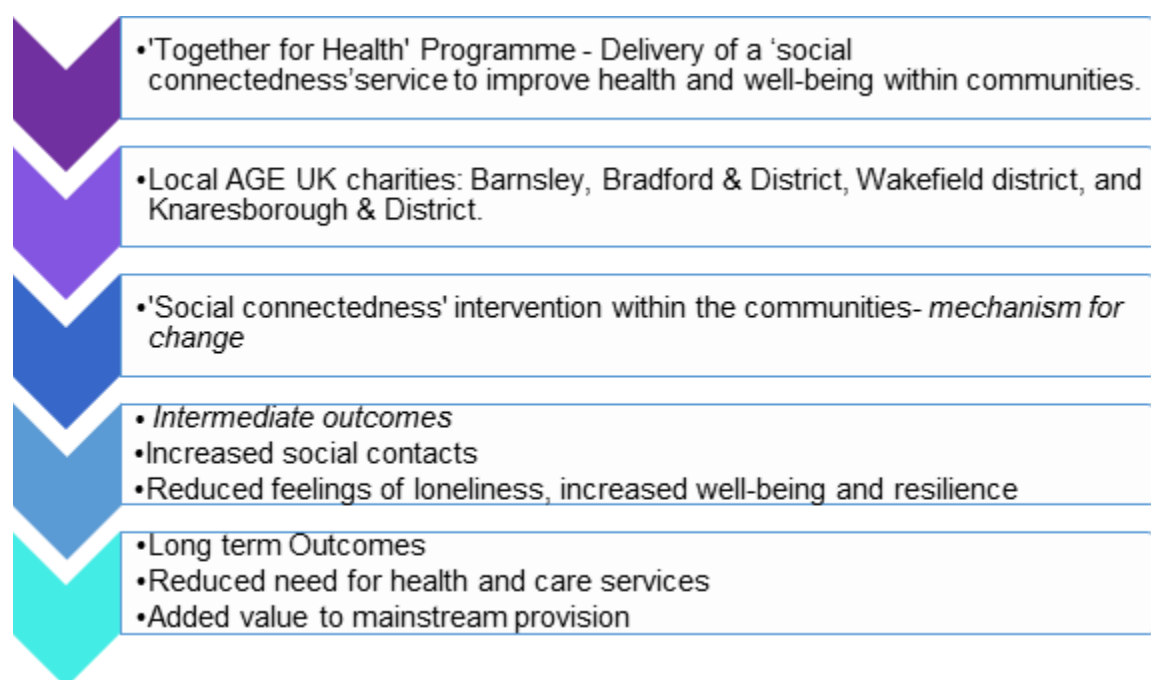 •'Together for Health' Programme - Delivery of a ‘social
connectedness’service to improve health and well-being within communities.
•Local AGE UK charities: Barnsley, Bradford & District, Wakefield district, and
Knaresborough & District.
•'Social connectedness' intervention within the communities- mechanism for
change
• Intermediate outcomes
•Increased social contacts
•Reduced feelings of loneliness, increased well-being and resilience
•Long term Outcomes
•Reduced need for health and care services
•Added value to mainstream provision